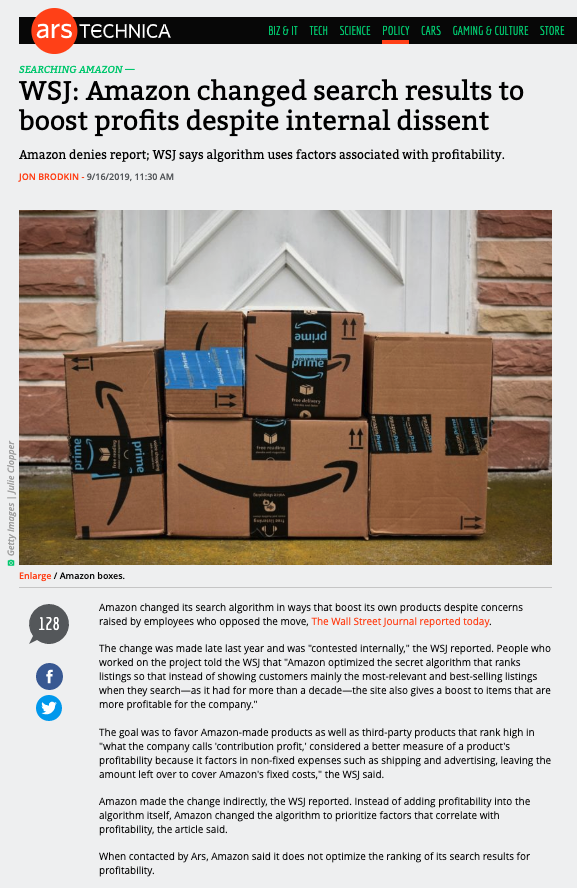 ars TECHNICA
BIZ & IT TECH SCIENCE POLICY CARS GAMING & CULTURE STORE
SEARCHING AMAZON —
WSJ: Amazon changed search results to
boost profits despite internal dissent
Amazon denies report; WSJ says algorithm uses factors associated with profitability.
JON BRODKIN - 9/16/2019, 11:30 AM
prime
prime
Free delivery
prime
prime
Free reading
Free reading
Getty Images | Julie Clopper
Enlarge / Amazon boxes.
128
Amazon changed its search algorithm in ways that boost its own products despite concerns
raised by employees who opposed the move, The Wall Street Journal reported today.
The change was made late last year and was "contested internally," the WSJ reported. People who
worked on the project told the WSJ that "Amazon optimized the secret algorithm that ranks
listings so that instead of showing customers mainly the most-relevant and best-selling listings
when they search—as it had for more than a decade—the site also gives a boost to items that are
more profitable for the company."
The goal was to favor Amazon-made products as well as third-party products that rank high in
"what the company calls 'contribution profit,' considered a better measure of a product's
profitability because it factors in non-fixed expenses such as shipping and advertising, leaving the
amount left over to cover Amazon's fixed costs," the WSJ said.
Amazon made the change indirectly, the WSJ reported. Instead of adding profitability into the
algorithm itself, Amazon changed the algorithm to prioritize factors that correlate with
profitability, the article said.
When contacted by Ars, Amazon said it does not optimize the ranking of its search results for
profitability.